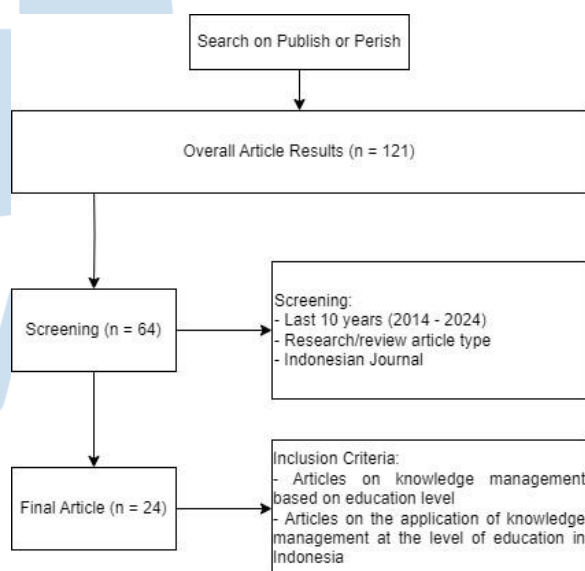 Search on Publish or Perish
Overall Article Results (n = 121)
Screening (n = 64)
Screening:
- Last 10 years (2014 - 2024)
- Research/review article type
- Indonesian Journal
Final Article (n = 24)
Inclusion Criteria:
- Articles on knowledge management
based on education level
- Articles on the application of knowledge
management at the level of education in
Indonesia